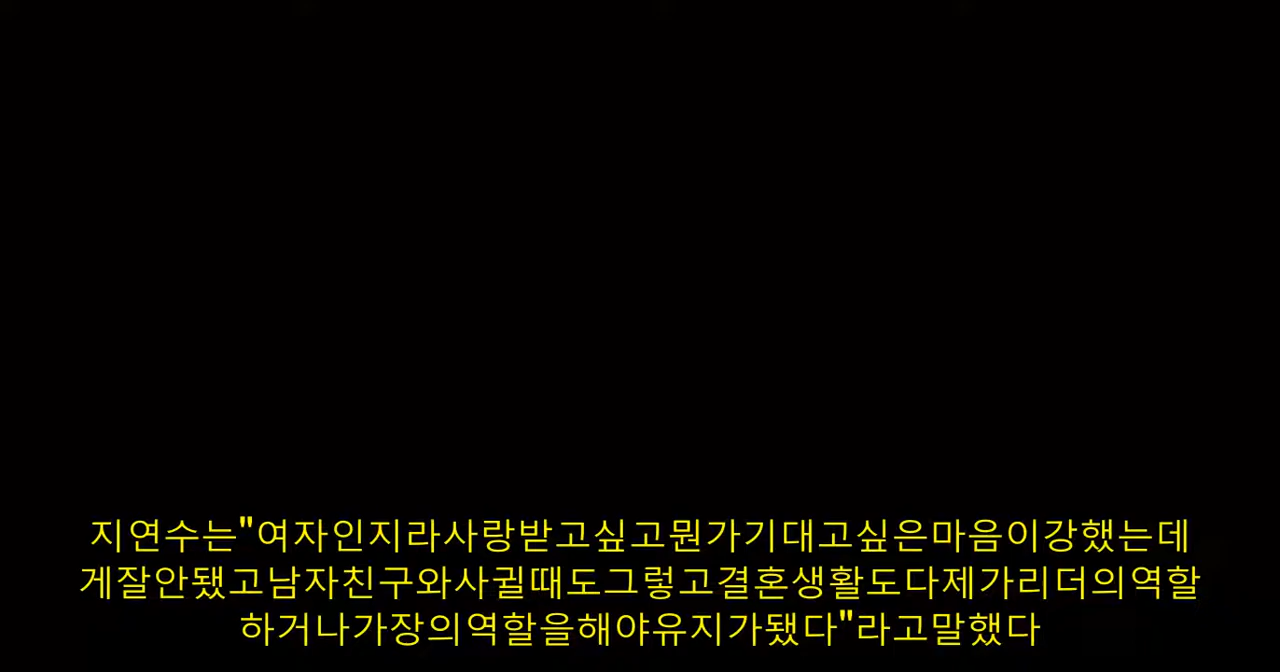 지연수는"여자인지라사랑받고싶고뭔가기대고싶은마음이강했는데
게잘안됐고남자친구와사귈때도그렇고결혼생활도다제가리더의역할
하거나가장의역할을해야유지가됐다"라고말했다